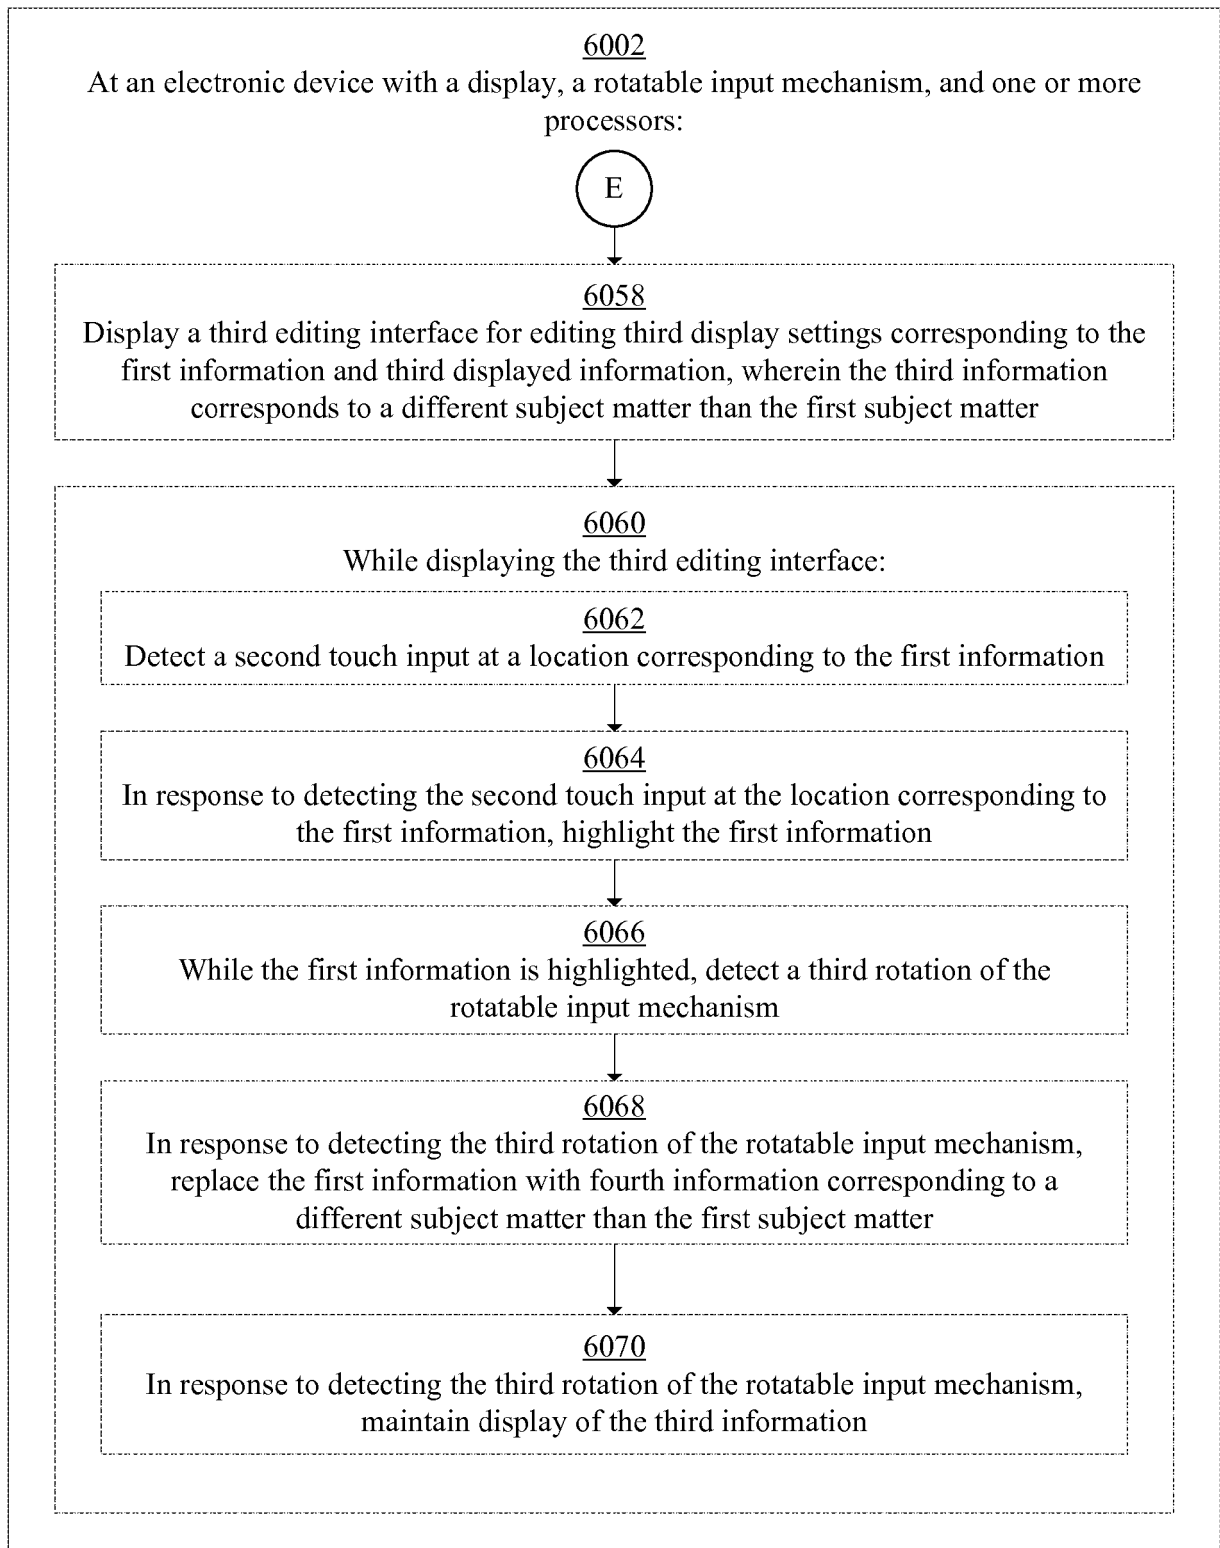 6002
At an electronic device with a display, a rotatable input mechanism, and one or more
processors:
E
6058
Display a third editing interface for editing third display settings corresponding to the
first information and third displayed information, wherein the third information
corresponds to a different subject matter than the first subject matter
6060
While displaying the third editing interface:
6062
Detect a second touch input at a location corresponding to the first information
6064
In response to detecting the second touch input at the location corresponding to
the first information, highlight the first information
6066
While the first information is highlighted, detect a third rotation of the
rotatable input mechanism
6068
In response to detecting the third rotation of the rotatable input mechanism,
replace the first information with fourth information corresponding to a
different subject matter than the first subject matter
6070
In response to detecting the third rotation of the rotatable input mechanism,
maintain display of the third information